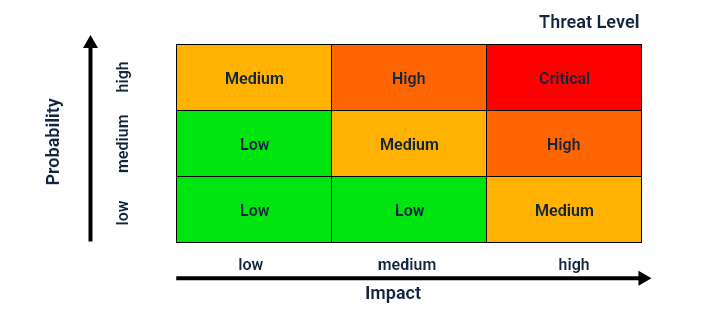 Threat Level
Probability
high
Medium
High
Critical
medium
Low
Medium
High
low
Low
Low
Medium
low
medium
high
Impact